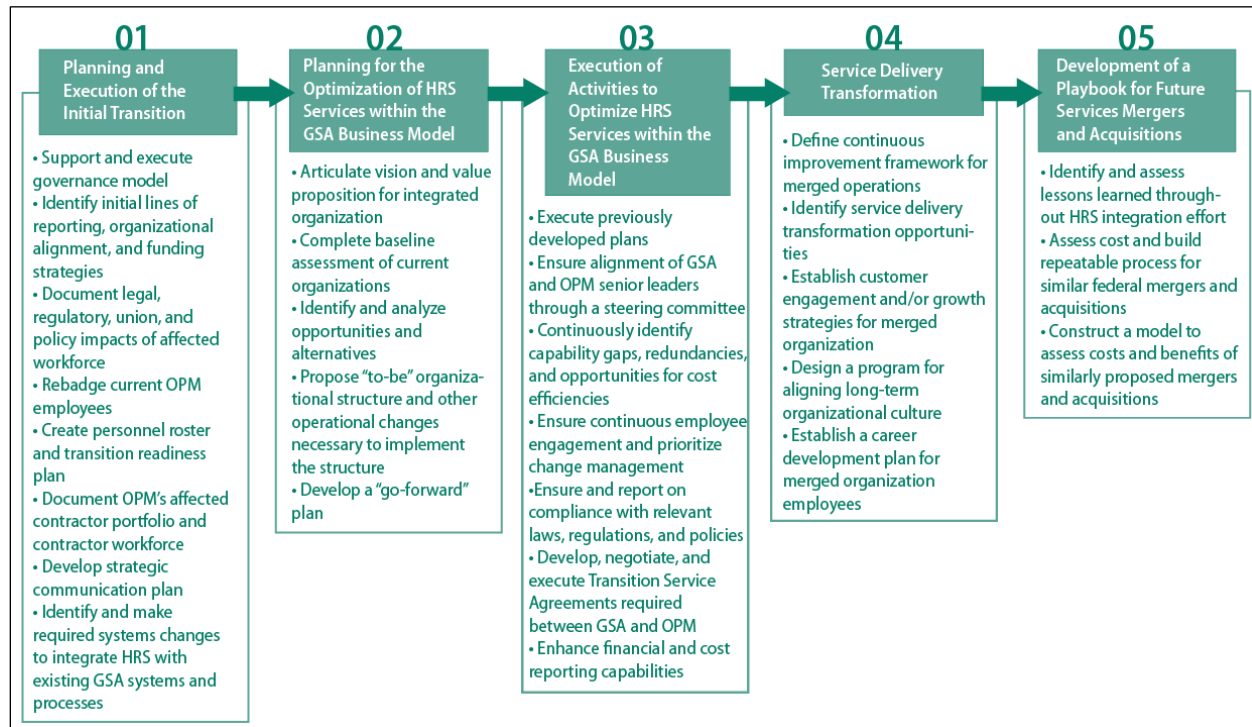 01
Planning and
Execution of the
Initial Transition
• Support and execute
governance model
• Identify initial lines of
reporting, organizational
alignment, and funding
strategies
• Document legal,
regulatory, union, and
policy impacts of affected
workforce
• Rebadge current OPM
employees
• Create personnel roster
and transition readiness
plan
• Document OPM's affected
contractor portfolio and
contractor workforce
• Develop strategic
communication plan
• Identify and make
required systems changes
to integrate HRS with
existing GSA systems and
processes
02
Planning for the
Optimization of HRS
Services within the
GSA Business Model
• Articulate vision and value
proposition for integrated
organization
• Complete baseline
assessment of current
organizations
• Identify and analyze
opportunities and
alternatives
• Propose "to-be" organiza-
tional structure and other
operational changes
necessary to implement
the structure
• Develop a "go-forward"
plan
03
Execution of
Activities to
Optimize HRS
Services within the
GSA Business
Model
• Execute previously
developed plans
• Ensure alignment of GSA
and OPM senior leaders
through a steering committee
• Continuously identify
capability gaps, redundancies,
and opportunities for cost
efficiencies
• Ensure continuous employee
engagement and prioritize
change management
•Ensure and report on
compliance with relevant
laws, regulations, and policies
• Develop, negotiate, and
execute Transition Service
Agreements required
between GSA and OPM
• Enhance financial and cost
reporting capabilities
04
Service Delivery
Transformation
• Define continuous
improvement framework for
merged operations
• Identify service delivery
transformation opportuni-
ties
• Establish customer
engagement and/or growth
strategies for merged
organization
• Design a program for
aligning long-term
organizational culture
• Establish a career
development plan for
merged organization
employees
05
Development of a
Playbook for Future
Services Mergers
and Acquisitions
• Identify and assess
lessons learned through-
out HRS integration effort
• Assess cost and build
repeatable process for
similar federal mergers and
acquisitions
• Construct a model to
assess costs and benefits of
similarly proposed mergers
and acquisitions